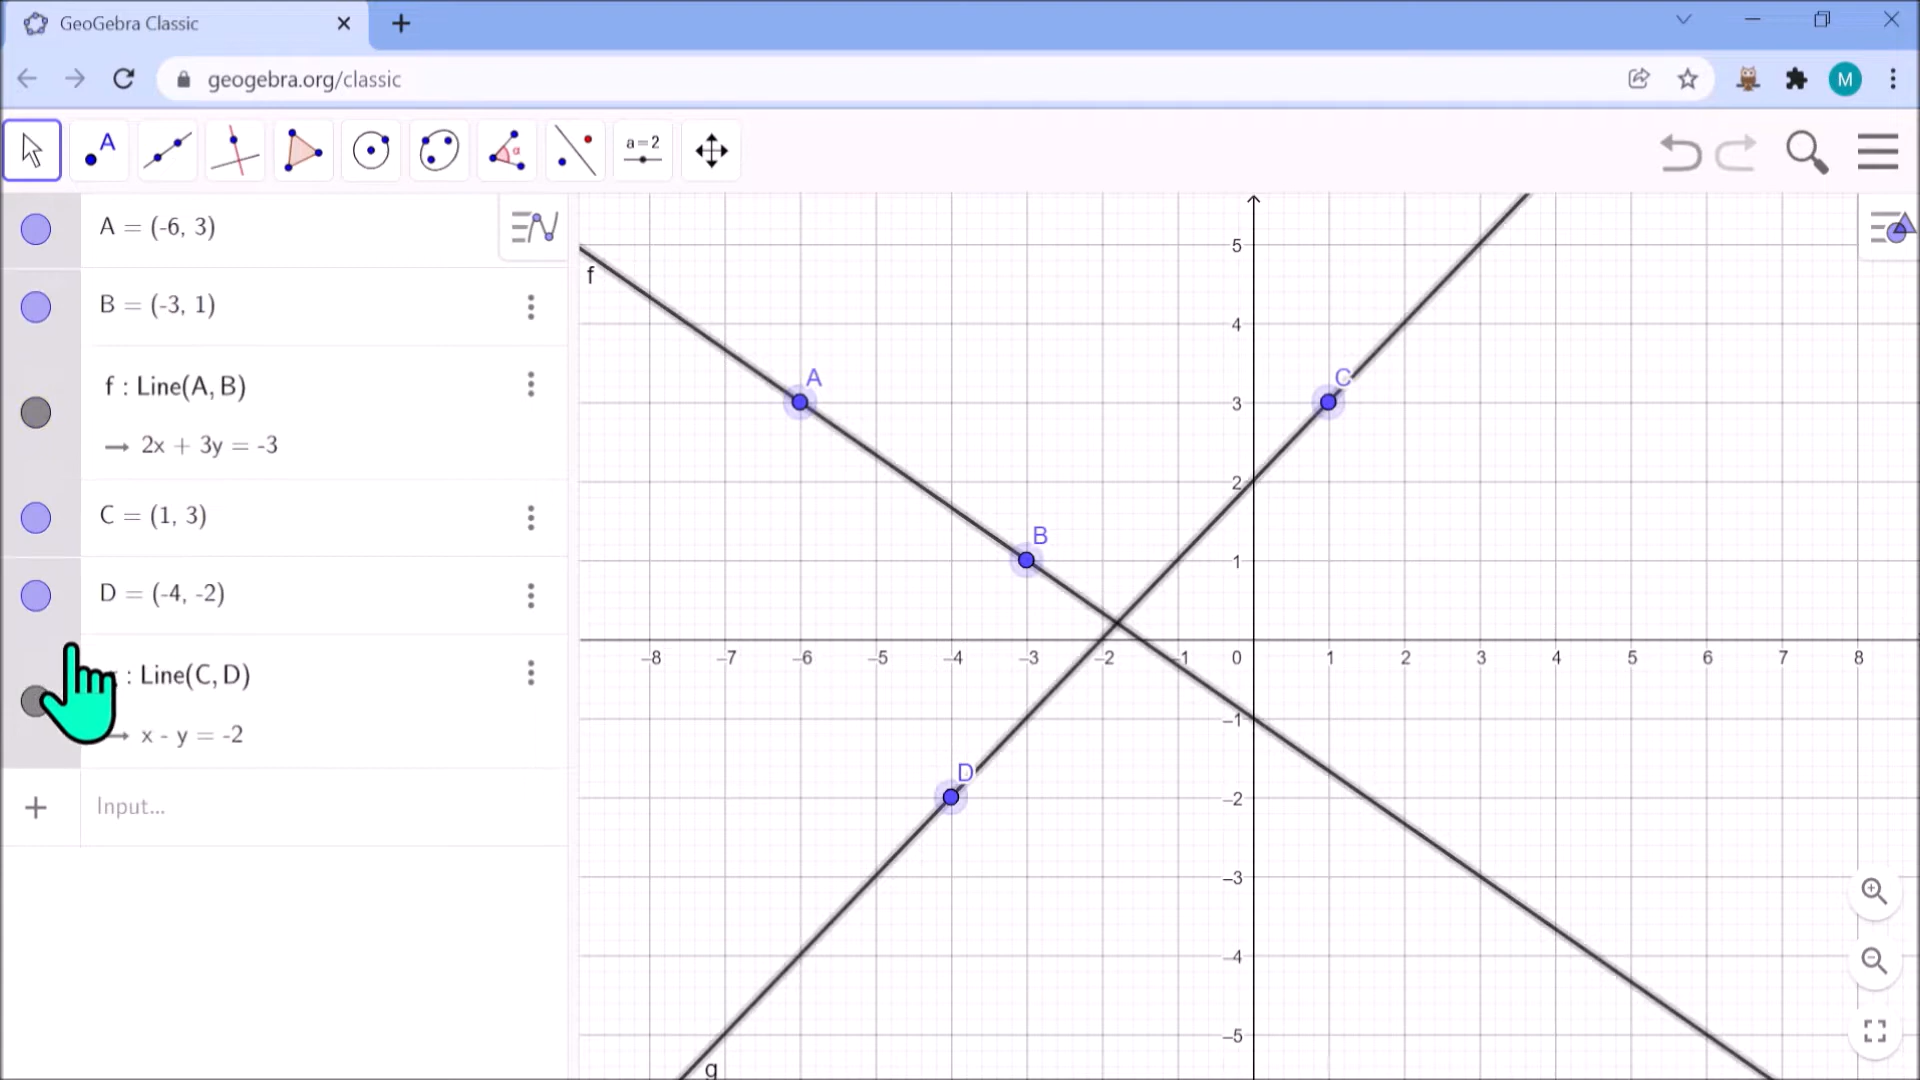 GeoGebra Classic
geogebra.org/classic
M
A
α
a=2
A = (-6, 3)
B = (-3, 1)
f : Line(A, B)
→ 2x + 3y = -3
C = (1, 3)
D = (-4, -2)
: Line(C, D)
→ x - y = -2
Input...
f
A
B
C
D
g
5
4
3
2
1
–8 –7 –6 –5 –4 –3 –2 –1 0 1 2 3 4 5 6 7 8
–1
–2
–3
–4
–5